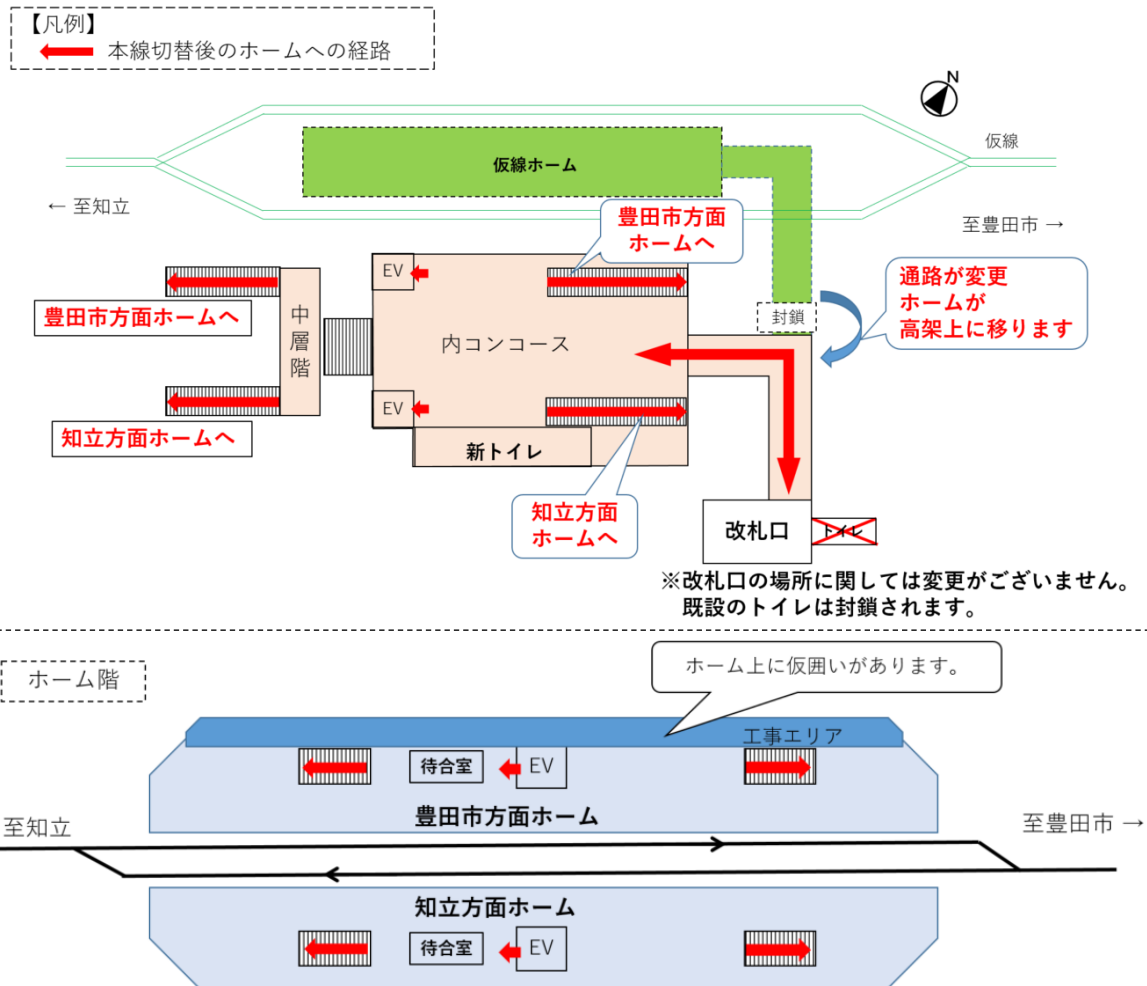 【凡例】
本線切替後のホームへの経路
N
仮線
仮線ホーム
← 至知立
至豊田市 →
豊田市方面
ホームへ
EV
豊田市方面ホームへ
中層階
内コンコース
封鎖
通路が変更
ホームが
高架上に移ります
EV
知立方面ホームへ
新トイレ
知立方面
ホームへ
改札口
トイレ
※改札口の場所に関しては変更がございません。
既設のトイレは封鎖されます。
ホーム階
ホーム上に仮囲いがあります。
工事エリア
待合室
EV
豊田市方面ホーム
至知立
至豊田市 →
知立方面ホーム
待合室
EV